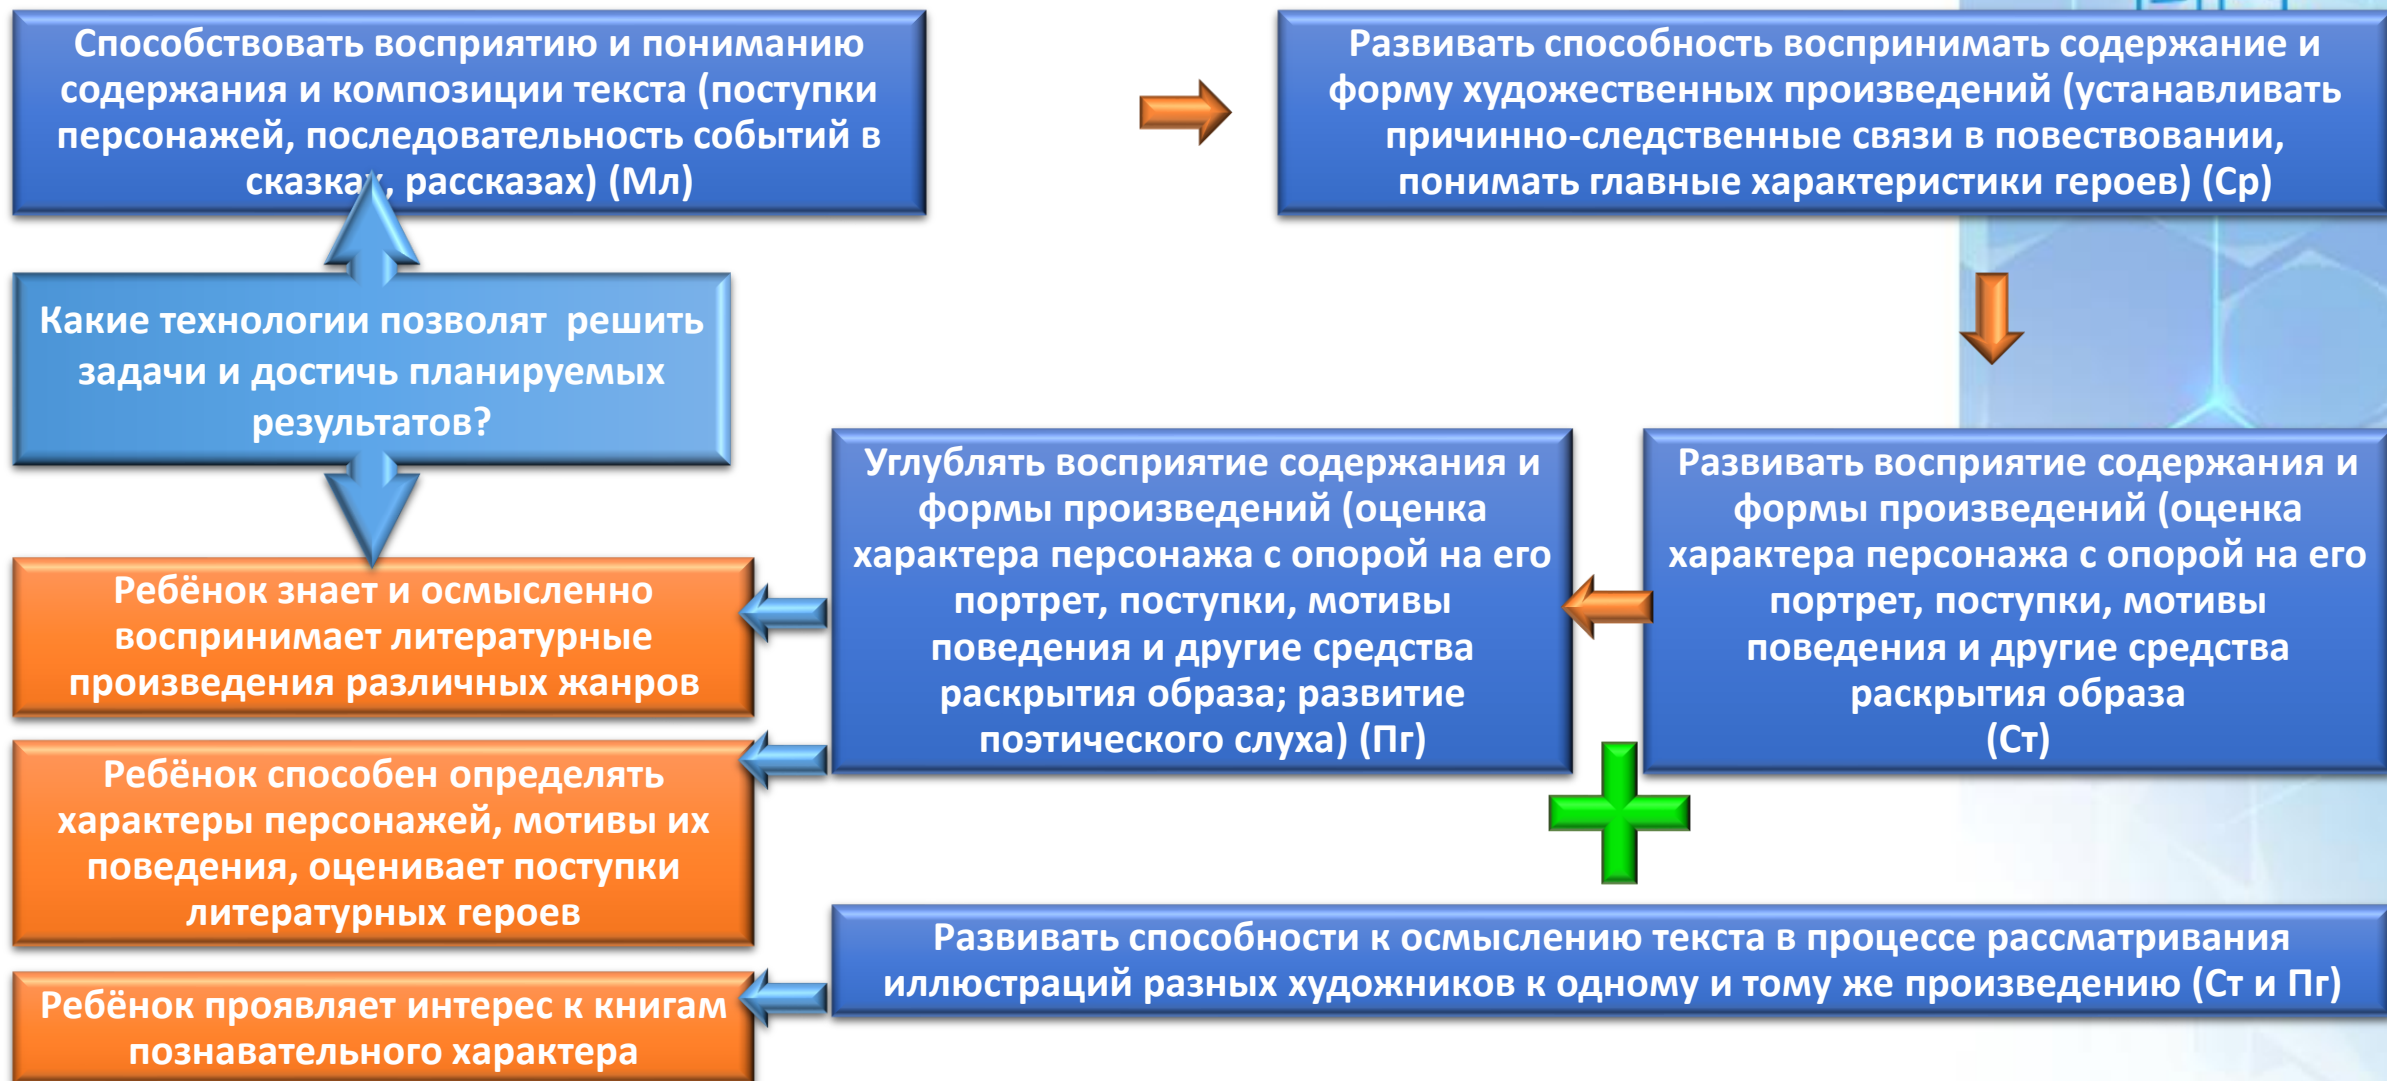 Способствовать восприятию и пониманию
содержания и композиции текста (поступки
персонажей, последовательность событий в
сказках, рассказах) (Мл)
Развивать способность воспринимать содержание и
форму художественных произведений (устанавливать
причинно-следственные связи в повествовании,
понимать главные характеристики героев) (Ср)
Какие технологии позволят решить
задачи и достичь планируемых
результатов?
Углублять восприятие содержания и
формы произведений (оценка
характера персонажа с опорой на его
портрет, поступки, мотивы
поведения и другие средства
раскрытия образа; развитие
поэтического слуха) (Пг)
Развивать восприятие содержания и
формы произведений (оценка
характера персонажа с опорой на его
портрет, поступки, мотивы
поведения и другие средства
раскрытия образа
(Ст)
Ребёнок знает и осмысленно
воспринимает литературные
произведения различных жанров
Ребёнок способен определять
характеры персонажей, мотивы их
поведения, оценивает поступки
литературных героев
Развивать способности к осмыслению текста в процессе рассматривания
иллюстраций разных художников к одному и тому же произведению (Ст и Пг)
Ребёнок проявляет интерес к книгам
познавательного характера